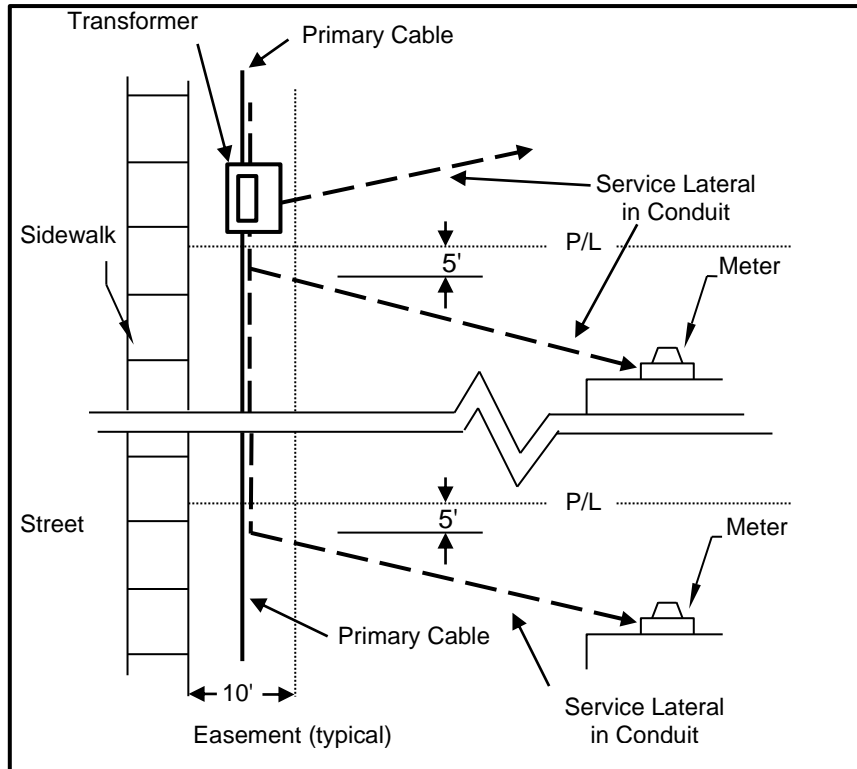 Transformer
Primary Cable
Service Lateral
in Conduit
Sidewalk
P/L
5'
Meter
P/L
5'
Street
Meter
Primary Cable
10'
Service Lateral
in Conduit
Easement (typical)